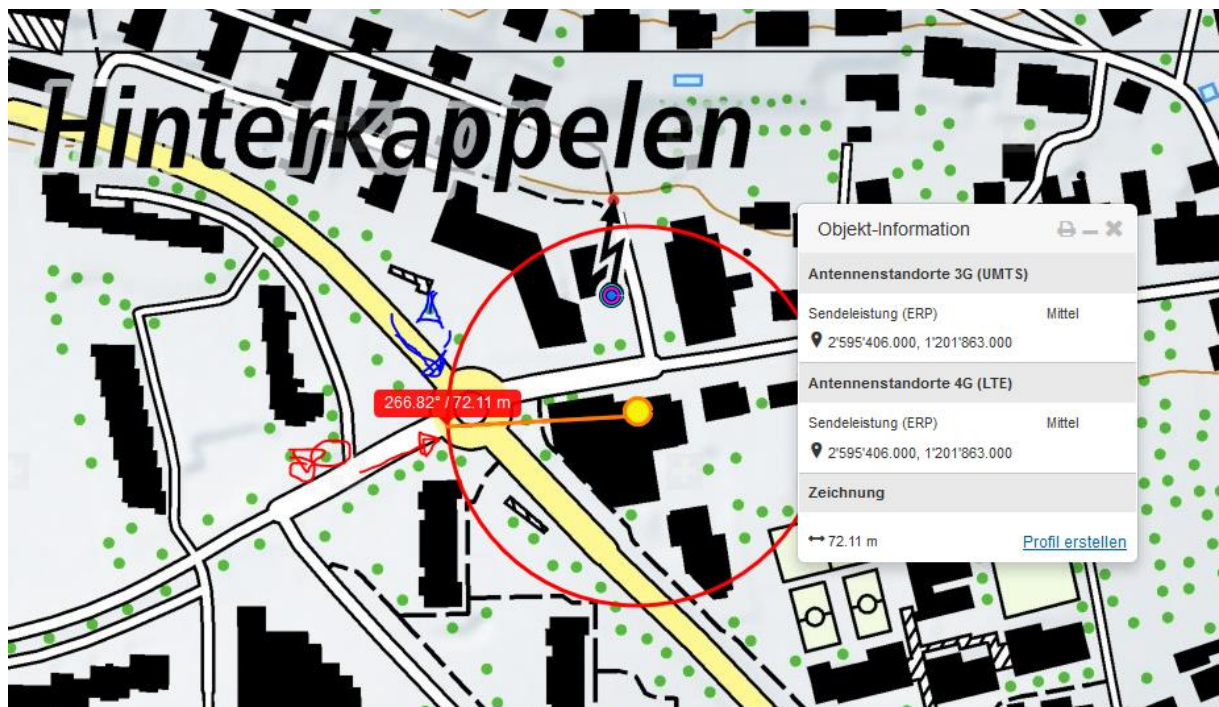 Hinterkappelen
Objekt-Information
Antennenstandorte 3G (UMTS)
Sendeleistung (ERP) Mittel
2'595'406.000, 1'201'863.000
Antennenstandorte 4G (LTE)
Sendeleistung (ERP) Mittel
2'595'406.000, 1'201'863.000
Zeichnung
72.11 m Profil erstellen
266.82° / 72.11 m